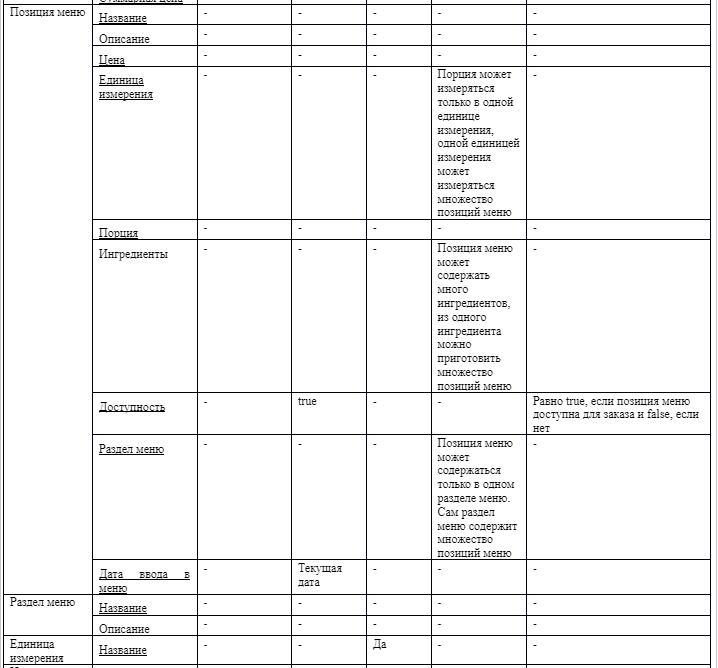 Суммарная цена
Позиция меню
Название - - - - -
Описание - - - - -
Цена - - - - -
Единица
измерения
- - - Порция может
измеряться
только в одной
единице
измерения,
одной единицей
измерения
может
измеряться
множество
позиций меню
-
Порция - - - - -
Ингредиенты - - - Позиция меню
может
содержать
много
ингредиентов,
из одного
ингредиента
можно
приготовить
множество
позиций меню
-
Доступность - true - - Равно true, если позиция меню
доступна для заказа и false, если
нет
Раздел меню - - - Позиция меню
может
содержаться
только в одном
разделе меню.
Сам раздел
меню содержит
множество
позиций меню
-
Дата ввода в
меню
- Текущая
дата
- - -
Раздел меню
Название - - - - -
Описание - - - - -
Единица
измерения
Название - - Да - -